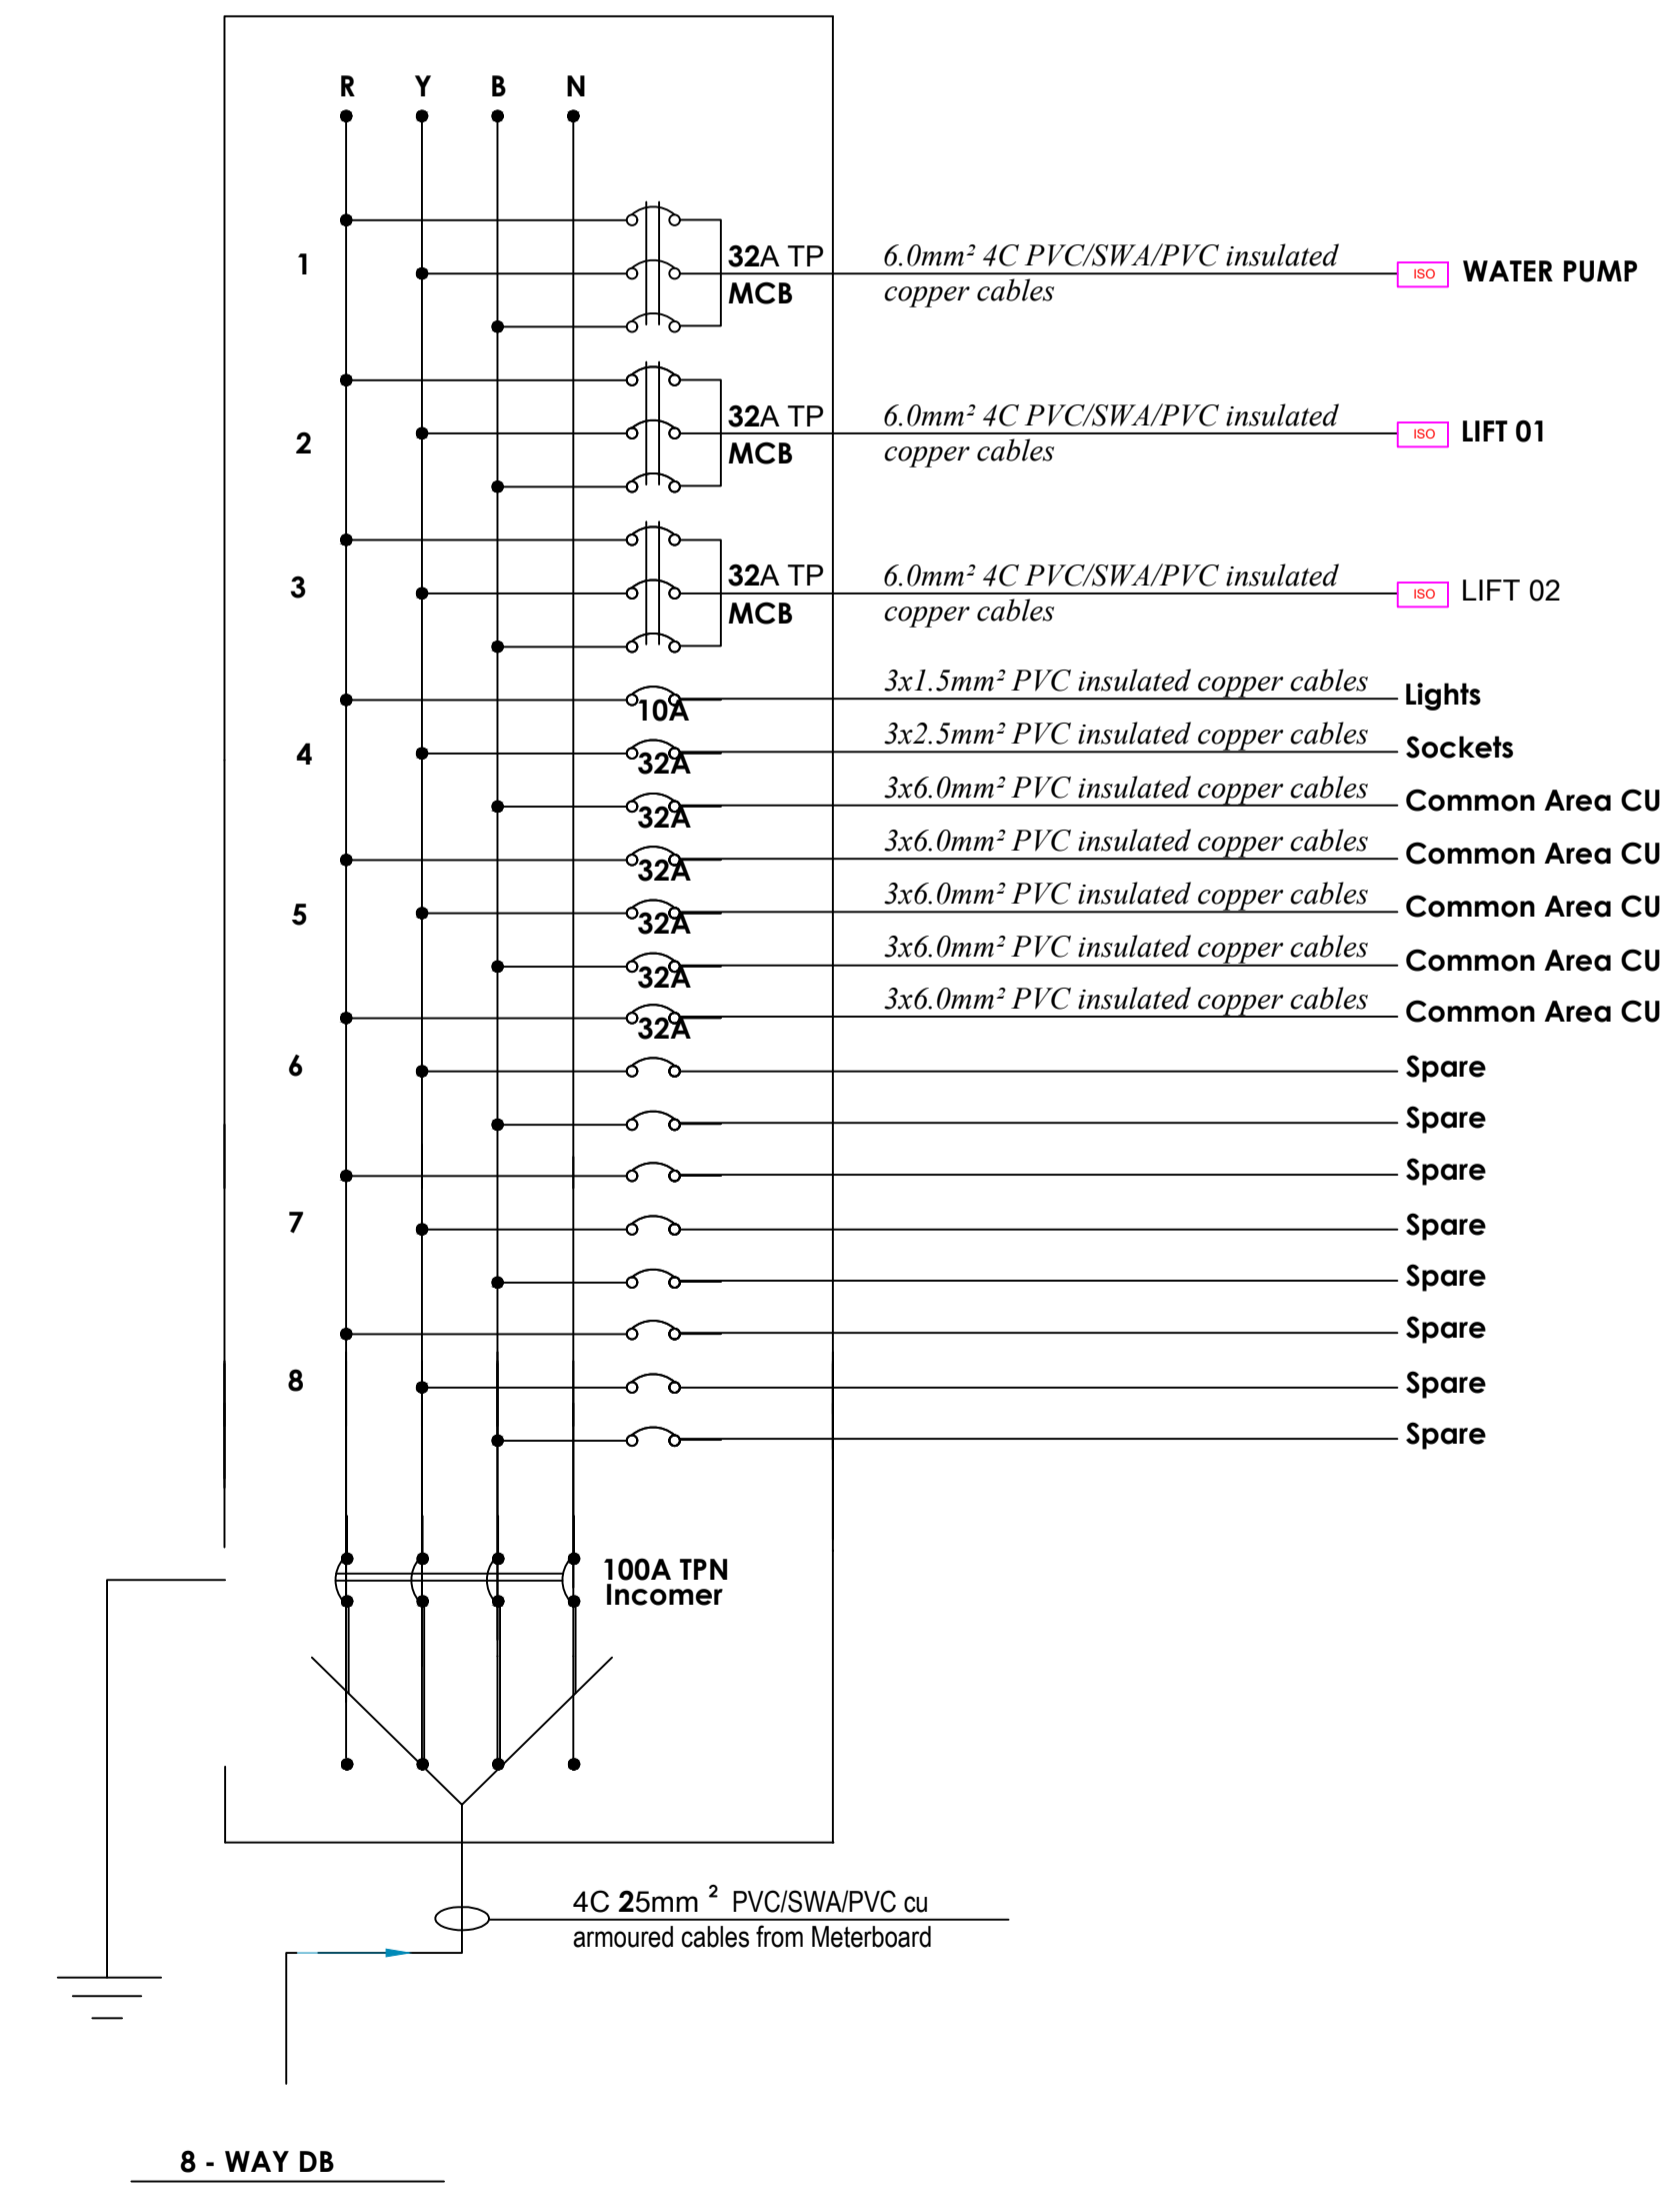 R Y B N
1
32A TP
MCB
6.0mm² 4C PVC/SWA/PVC insulated
copper cables
ISO
WATER PUMP
2
32A TP
MCB
6.0mm² 4C PVC/SWA/PVC insulated
copper cables
ISO
LIFT 01
3
32A TP
MCB
6.0mm² 4C PVC/SWA/PVC insulated
copper cables
ISO
LIFT 02
10A
3x1.5mm² PVC insulated copper cables
Lights
4
32A
3x2.5mm² PVC insulated copper cables
Sockets
32A
3x6.0mm² PVC insulated copper cables
Common Area CU
32A
3x6.0mm² PVC insulated copper cables
Common Area CU
5
32A
3x6.0mm² PVC insulated copper cables
Common Area CU
32A
3x6.0mm² PVC insulated copper cables
Common Area CU
32A
3x6.0mm² PVC insulated copper cables
Common Area CU
6
Spare
Spare
Spare
7
Spare
Spare
Spare
8
Spare
Spare
100A TPN
Incomer
4C 25mm ² PVC/SWA/PVC cu
armoured cables from Meterboard
8 - WAY DB